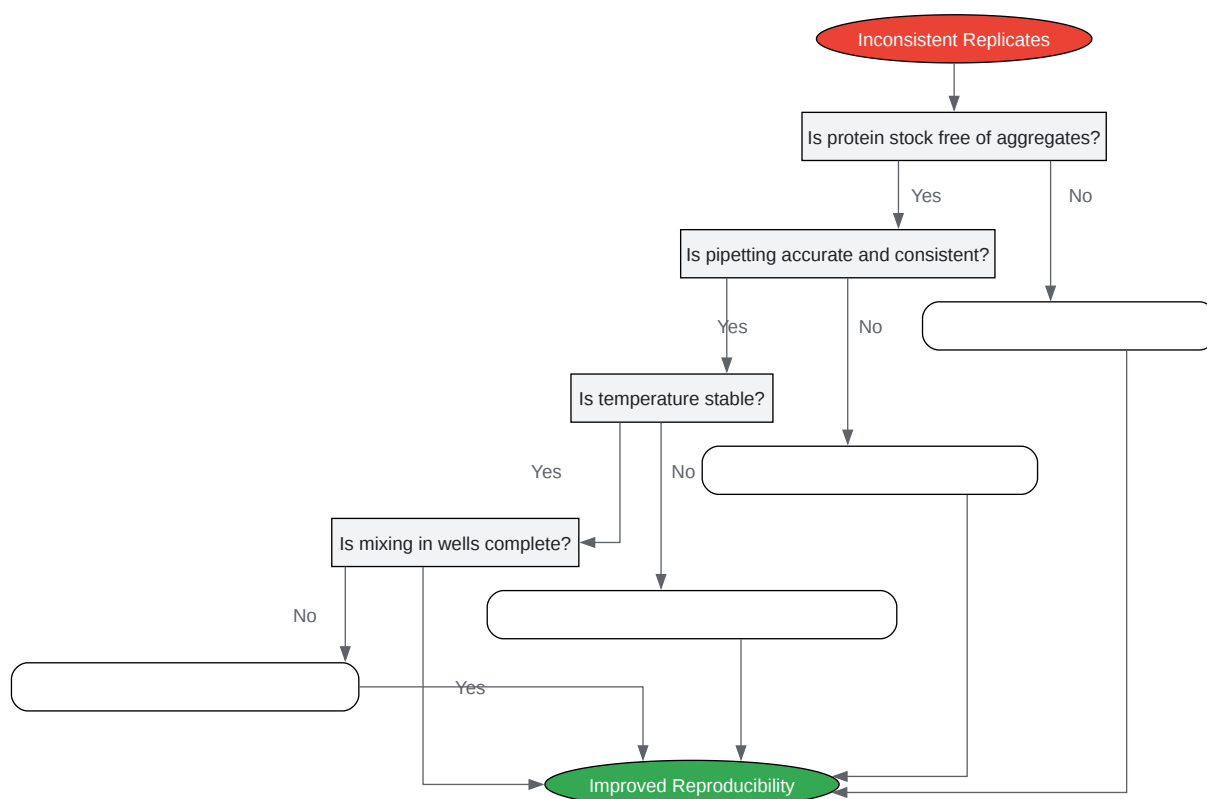 Inconsistent Replicates
Is protein stock free of aggregates?
Yes
No
Is pipetting accurate and consistent?
Yes
No
Is temperature stable?
Yes
No
Is mixing in wells complete?
No
Yes
Improved Reproducibility